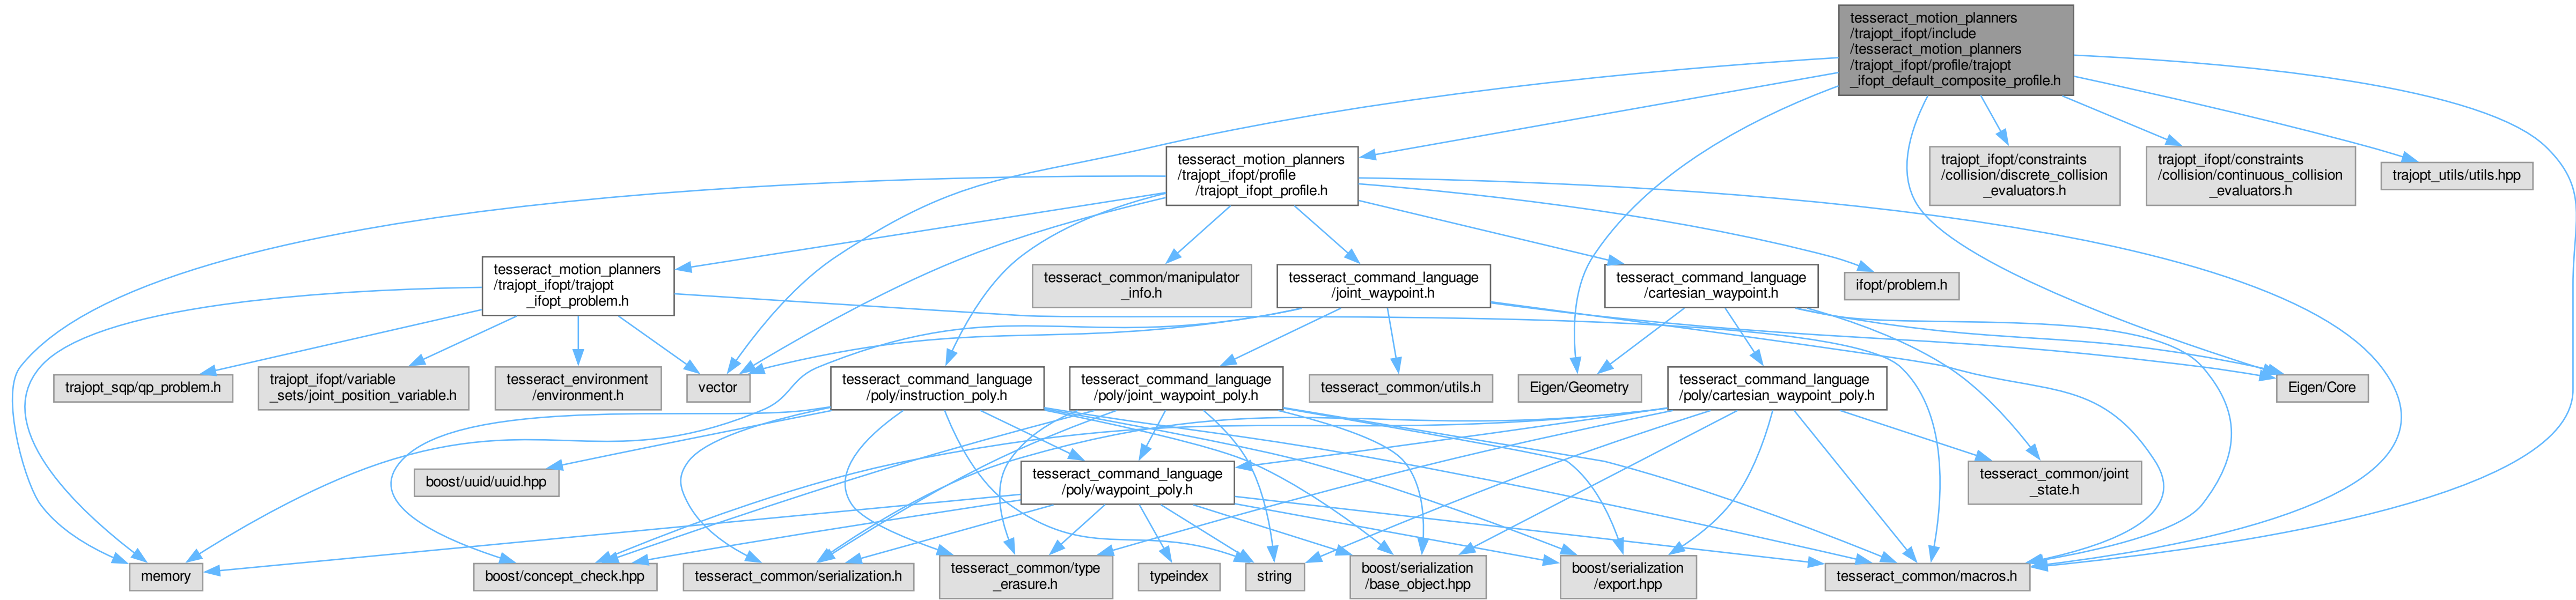 tesseract_motion_planners
/trajopt_ifopt/include
/tesseract_motion_planners
/trajopt_ifopt/profile/trajopt
_ifopt_default_composite_profile.h
tesseract_motion_planners
/trajopt_ifopt/profile
/trajopt_ifopt_profile.h
trajopt_ifopt/constraints
/collision/discrete_collision
_evaluators.h
trajopt_ifopt/constraints
/collision/continuous_collision
_evaluators.h
trajopt_utils/utils.hpp
tesseract_motion_planners
/trajopt_ifopt/trajopt
_ifopt_problem.h
tesseract_common/manipulator
_info.h
tesseract_command_language
/joint_waypoint.h
tesseract_command_language
/cartesian_waypoint.h
ifopt/problem.h
trajopt_sqp/qp_problem.h
trajopt_ifopt/variable
_sets/joint_position_variable.h
tesseract_environment
/environment.h
vector
tesseract_command_language
/poly/instruction_poly.h
tesseract_command_language
/poly/joint_waypoint_poly.h
tesseract_common/utils.h
Eigen/Geometry
tesseract_command_language
/poly/cartesian_waypoint_poly.h
Eigen/Core
boost/uuid/uuid.hpp
tesseract_command_language
/poly/waypoint_poly.h
tesseract_common/joint
_state.h
memory
boost/concept_check.hpp
tesseract_common/serialization.h
tesseract_common/type
_erasure.h
typeindex
string
boost/serialization
/base_object.hpp
boost/serialization
/export.hpp
tesseract_common/macros.h